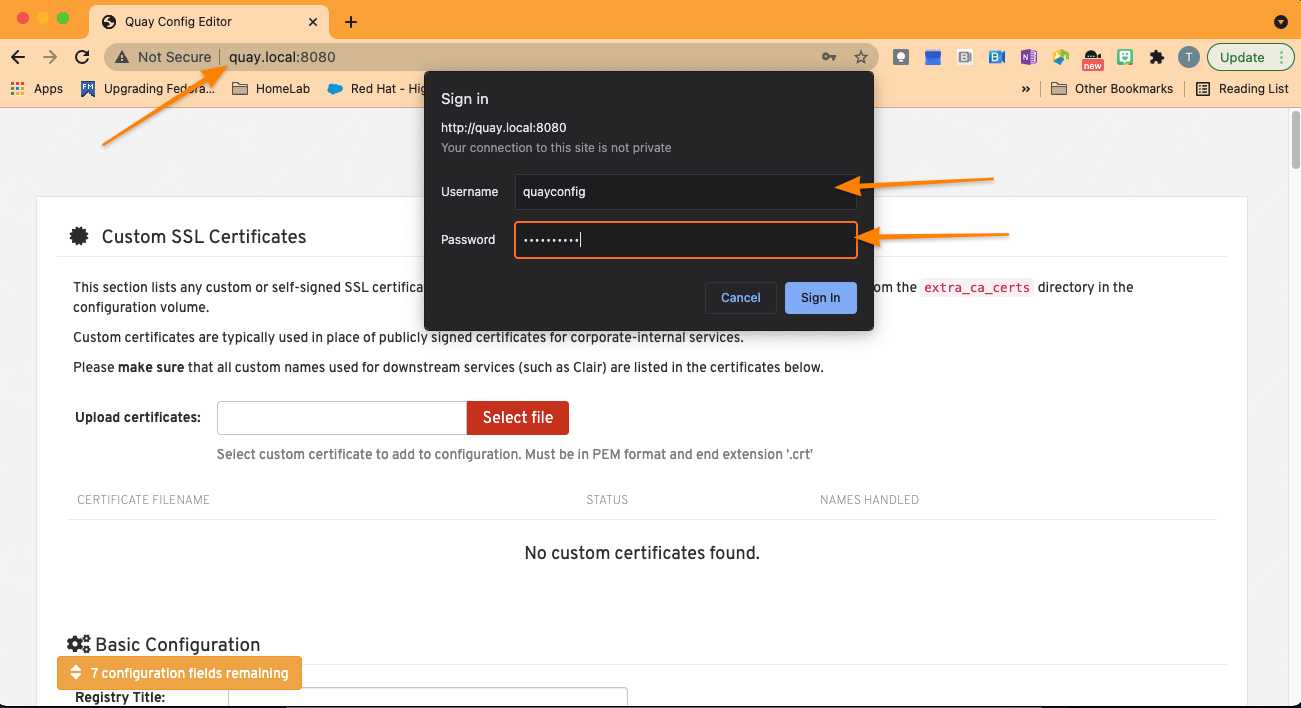 Quay Config Editor
Not Secure quay.local:8080
new
T
Update
Apps
FM
Upgrading Federa...
HomeLab
Red Hat - Hig
»
Other Bookmarks
Reading List
Sign in
http://quay.local:8080
Your connection to this site is not private
Username quayconfig
Password ••••••••••
Cancel Sign In
Custom SSL Certificates
This section lists any custom or self-signed SSL certifica om the extra_ca_certs directory in the
configuration volume.
Custom certificates are typically used in place of publicly signed certificates for corporate-internal services.
Please make sure that all custom names used for downstream services (such as Clair) are listed in the certificates below.
Upload certificates: Select file
Select custom certificate to add to configuration. Must be in PEM format and end extension '.crt'
CERTIFICATE FILENAME STATUS NAMES HANDLED
No custom certificates found.
Basic Configuration
7 configuration fields remaining
Registry Title: